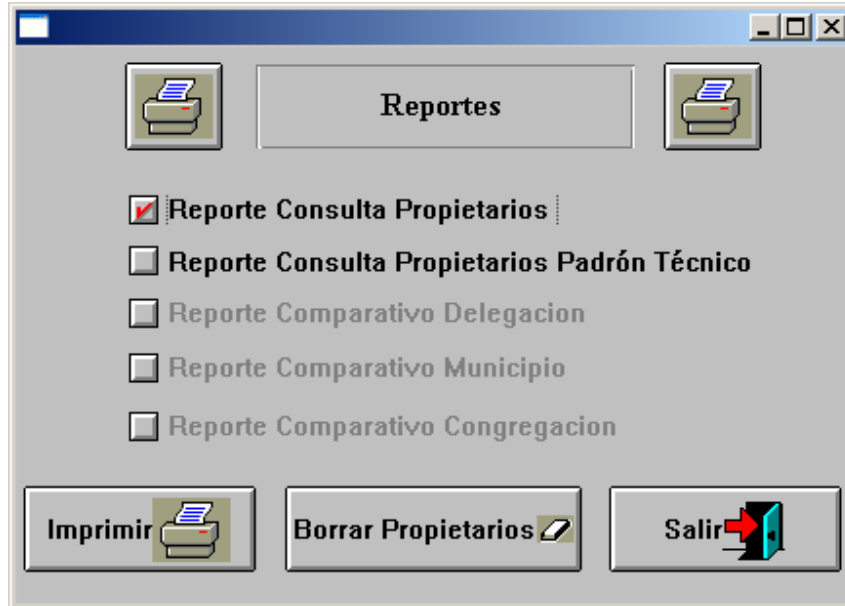 Reportes
Reporte Consulta Propietarios
Reporte Consulta Propietarios Padrón Técnico
Reporte Comparativo Delegacion
Reporte Comparativo Municipio
Reporte Comparativo Congregacion
Imprimir
Borrar Propietarios
Salir